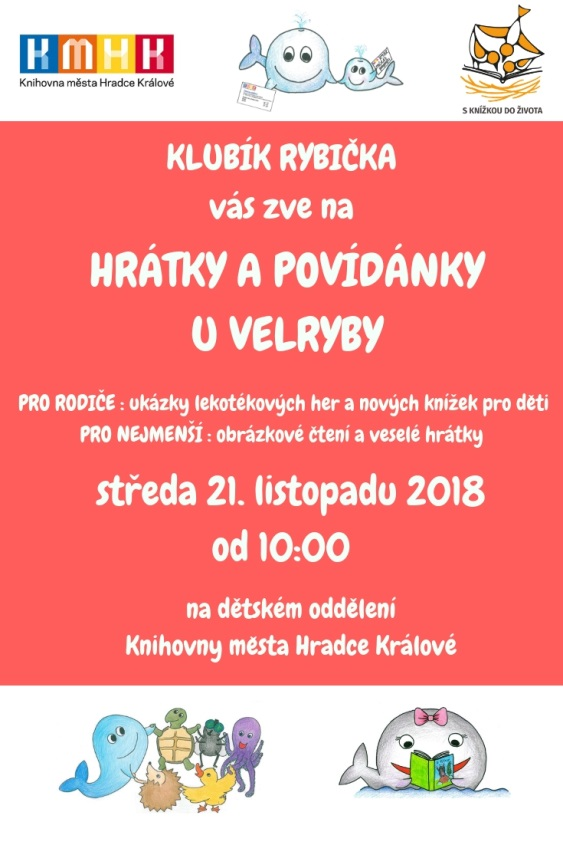 KMHK
Knihovna města Hradce Králové
S KNÍŽKOU DO ŽIVOTA
KLUBÍK RYBIČKA
vás zve na
HRÁTKY A POVÍDÁNKY
U VELRYBY
PRO RODIČE : ukázky lekotékových her a nových knížek pro děti
PRO NEJMENŠÍ : obrázkové čtení a veselé hrátky
středa 21. listopadu 2018
od 10:00
na dětském oddělení
Knihovny města Hradce Králové